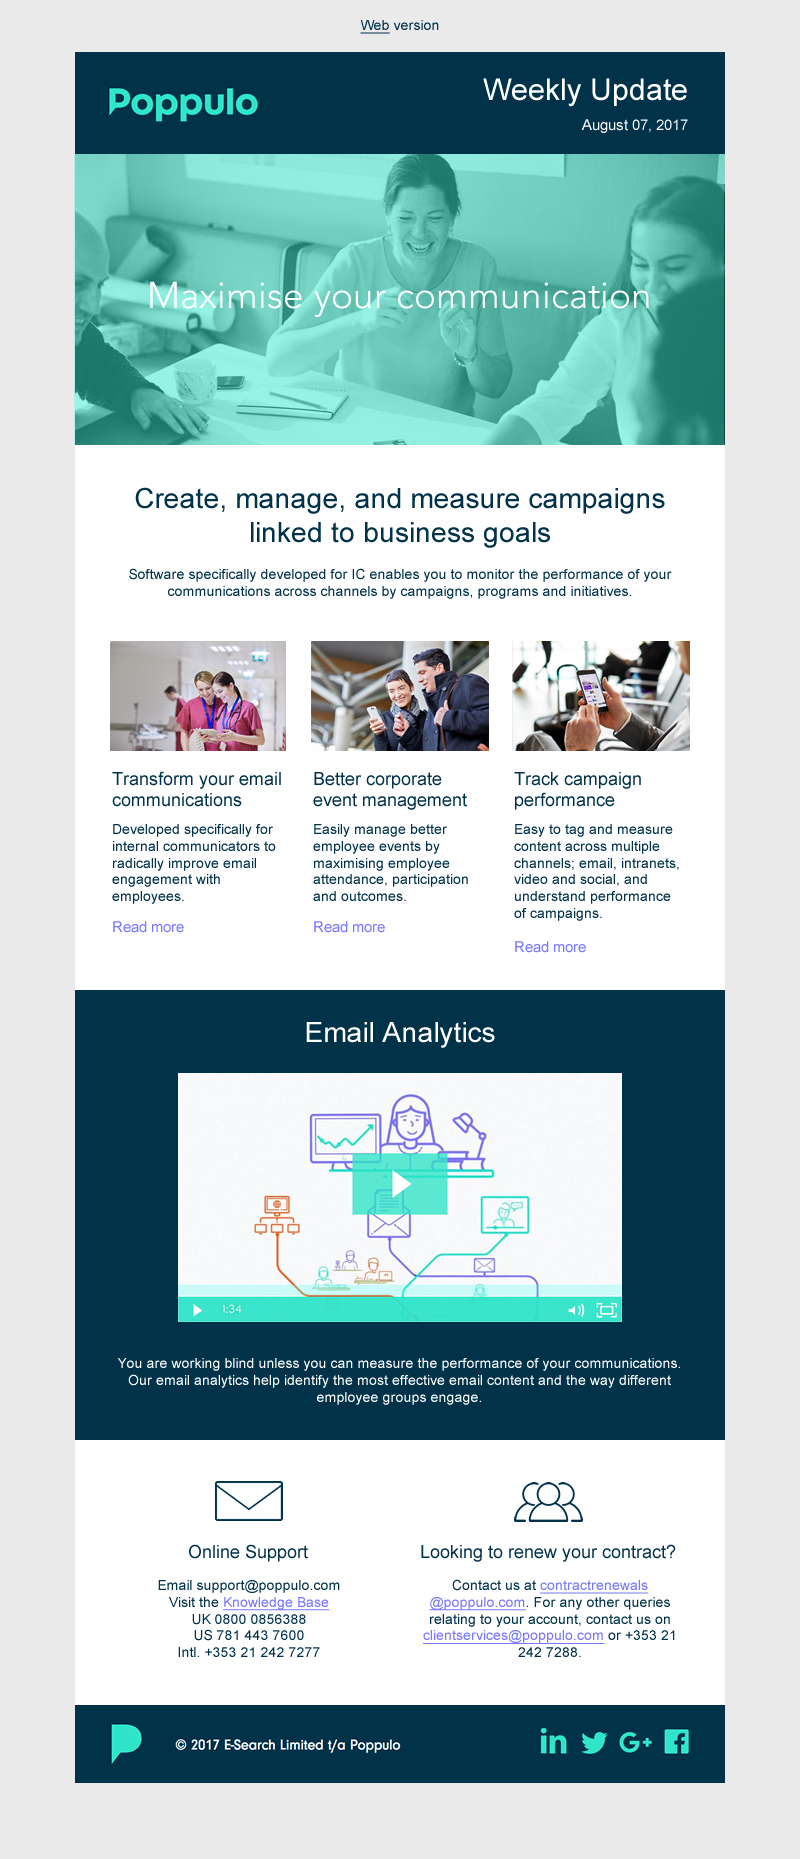 Web version
Poppulo
Weekly Update
August 07, 2017
Maximise your communication
Create, manage, and measure campaigns
linked to business goals
Software specifically developed for IC enables you to monitor the performance of your
communications across channels by campaigns, programs and initiatives.
Transform your email
communications
Developed specifically for
internal communicators to
radically improve email
engagement with
employees.
Read more
Better corporate
event management
Easily manage better
employee events by
maximising employee
attendance, participation
and outcomes.
Read more
Track campaign
performance
Easy to tag and measure
content across multiple
channels; email, intranets,
video and social, and
understand performance
of campaigns.
Read more
Email Analytics
1:34
You are working blind unless you can measure the performance of your communications.
Our email analytics help identify the most effective email content and the way different
employee groups engage.
Online Support
Email support@poppulo.com
Visit the Knowledge Base
UK 0800 0856388
US 781 443 7600
Intl. +353 21 242 7277
Looking to renew your contract?
Contact us at contractrenewals
@poppulo.com. For any other queries
relating to your account, contact us on
clientservices@poppulo.com or +353 21
242 7288.
© 2017 E-Search Limited t/a Poppulo